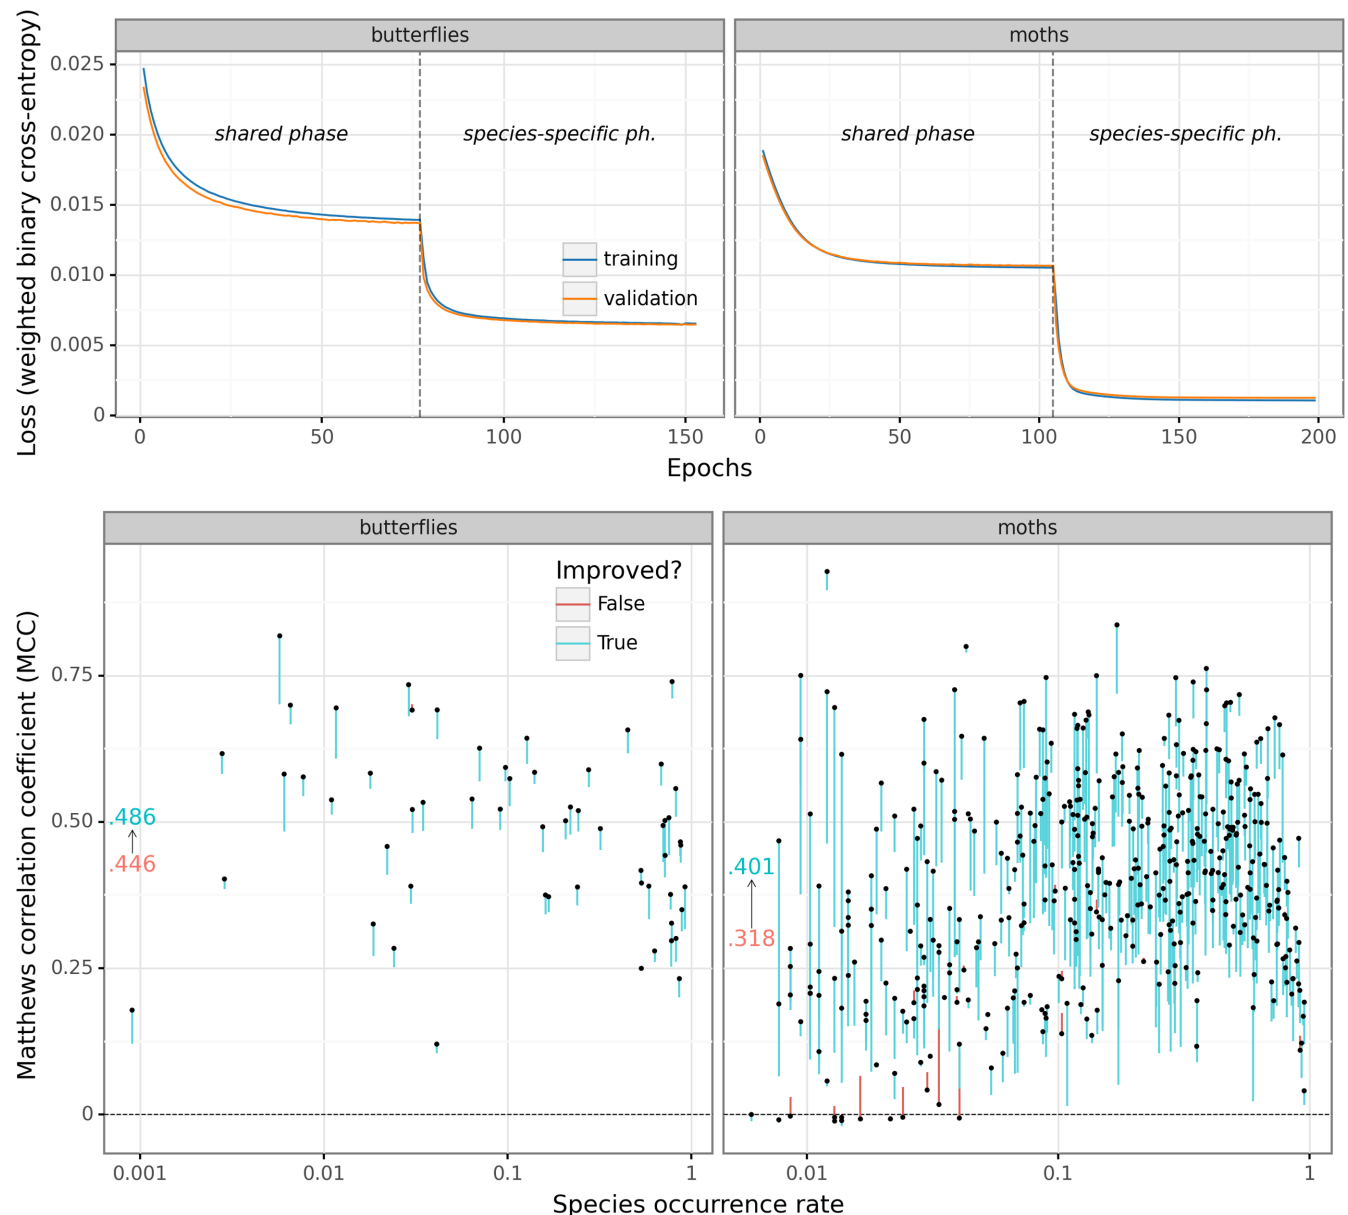 butterflies
moths
Loss (weighted binary cross-entropy)
0.025
0.020
0.015
0.010
0.005
0
shared phase
species-specific ph.
shared phase
species-specific ph.
training
validation
0 50 100 150
0 50 100 150 200
Epochs
butterflies
moths
Matthews correlation coefficient (MCC)
Improved?
False
True
0.75
0.50
0.25
0
.486
.446
.401
.318
0.001 0.01 0.1 1
0.01 0.1 1
Species occurrence rate